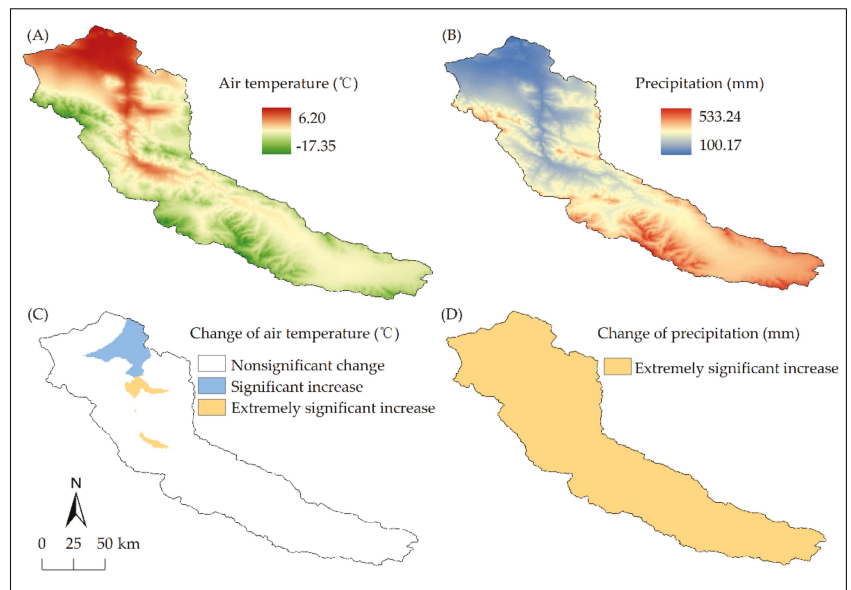 (A)
Air temperature (℃)
6.20
-17.35
(B)
Precipitation (mm)
533.24
100.17
(C)
Change of air temperature (℃)
Nonsignificant change
Significant increase
Extremely significant increase
N
0 25 50 km
(D)
Change of precipitation (mm)
Extremely significant increase